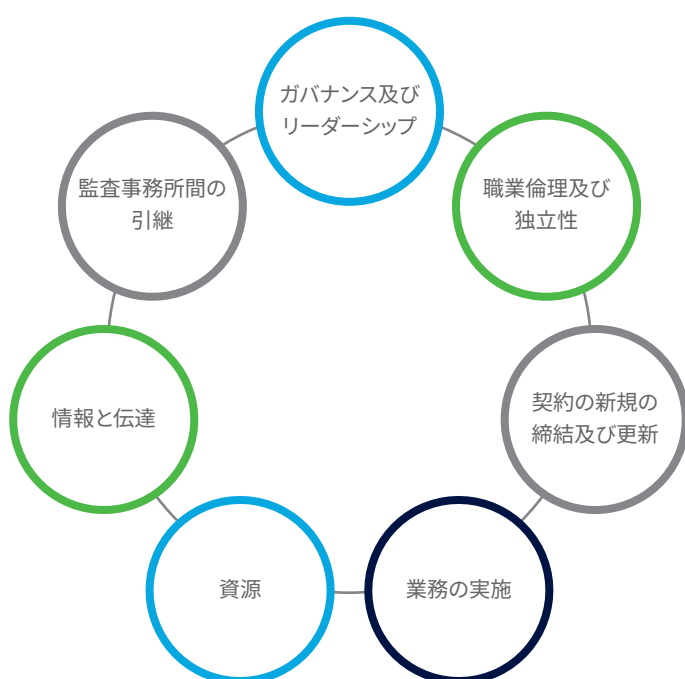 ガバナンス及び
リーダーシップ
職業倫理及び
独立性
契約の新規の
締結及び更新
業務の実施
資源
情報と伝達
監査事務所間の
引継